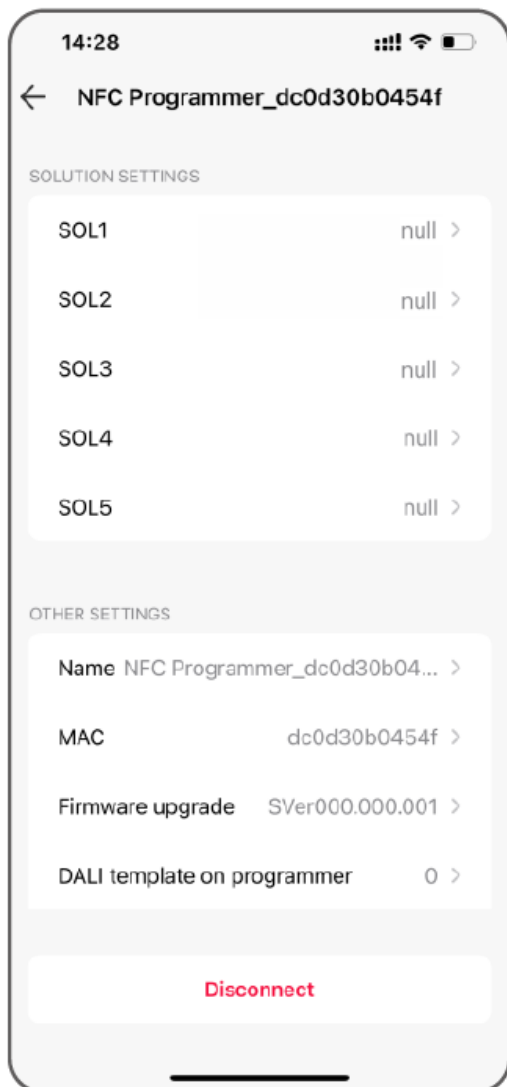 14:28
NFC Programmer_dc0d30b0454f
SOLUTION SETTINGS
SOL1 null
SOL2 null
SOL3 null
SOL4 null
SOL5 null
OTHER SETTINGS
Name NFC Programmer_dc0d30b04...
MAC dc0d30b0454f
Firmware upgrade SVer000.000.001
DALI template on programmer 0
Disconnect